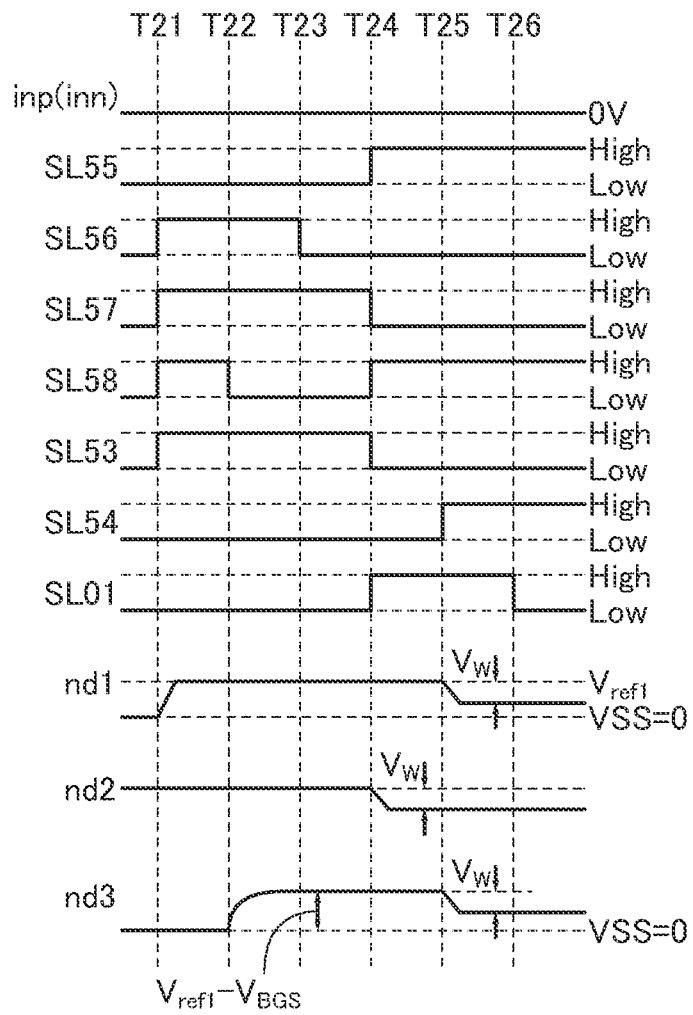 T21 T22 T23 T24 T25 T26
inp(inn) 0V
SL55 High
Low
SL56 High
Low
SL57 High
Low
SL58 High
Low
SL53 High
Low
SL54 High
Low
SL01 High
Low
nd1 VW Vref1
VSS=0
nd2 VW
nd3 VW
VSS=0
Vref1-VBGS